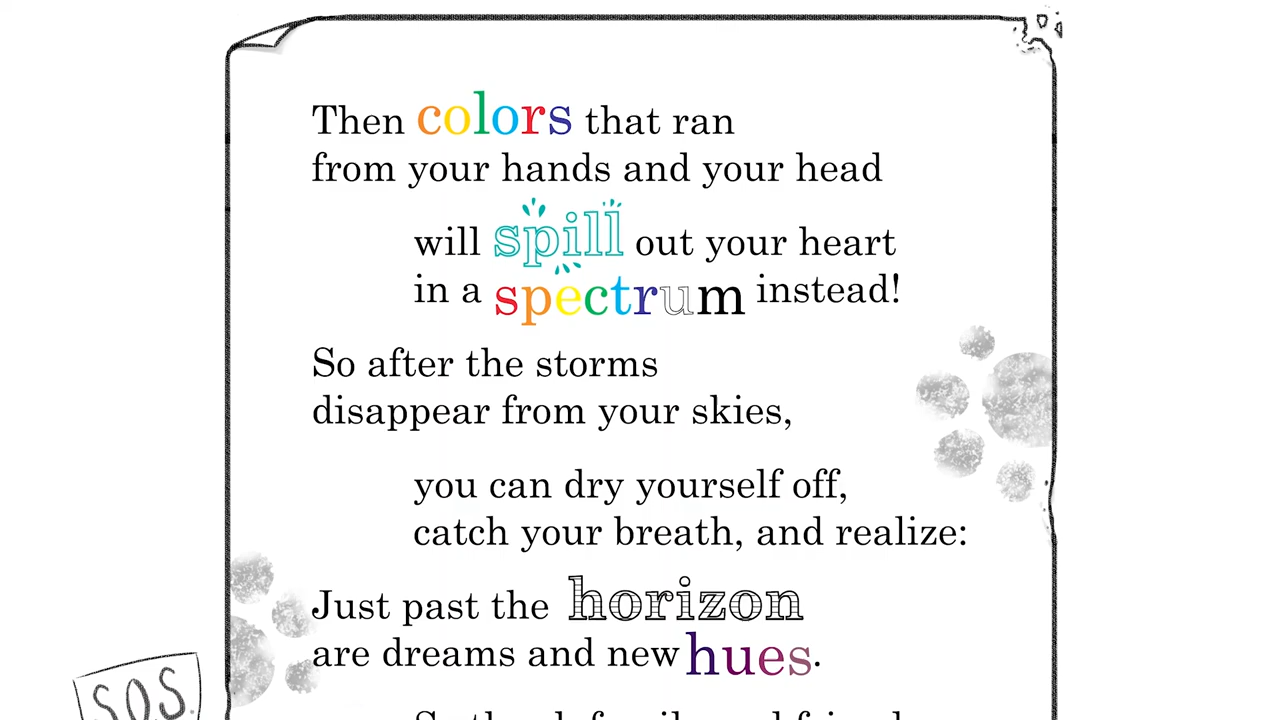 Then colors that ran
from your hands and your head
will spill out your heart
in a spectrum instead!
So after the storms
disappear from your skies,
you can dry yourself off,
catch your breath, and realize:
Just past the horizon
are dreams and new hues.
S.O.S.